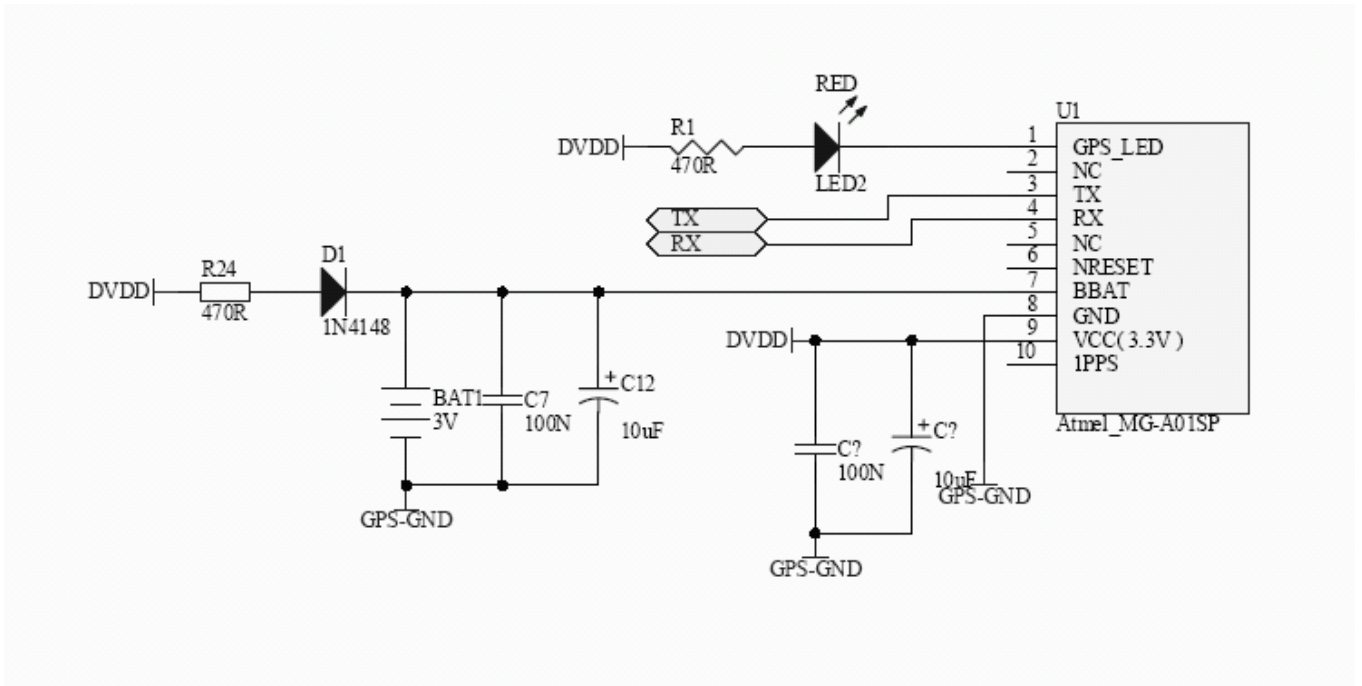 RED
U1
R1
DVDD
470R
LED2
1
GPS_LED
2
NC
3
TX
4
RX
5
NC
6
NRESET
7
BBAT
8
GND
9
VCC( 3.3V )
10
1PPS
Atmel_MG-A01SP
TX
RX
D1
R24
DVDD
470R
1N4148
BAT1
3V
C7
100N
C12
10uF
GPS-GND
DVDD
C?
100N
C?
10uF
GPS-GND
GPS-GND